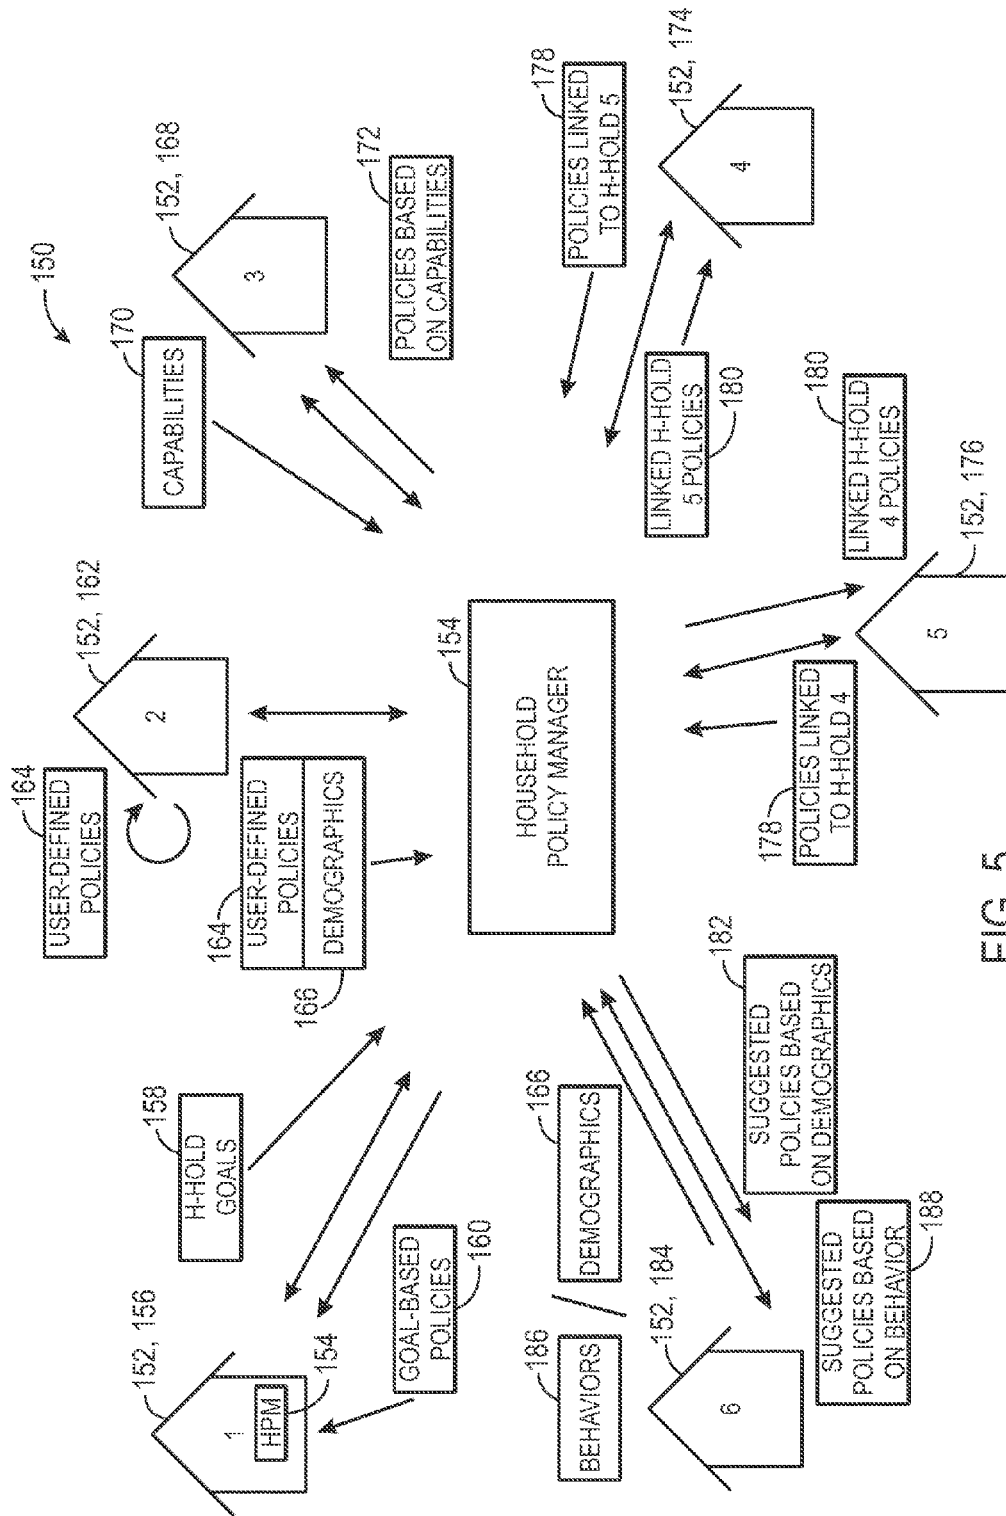 150
152, 156
1
HPM
154
158
H-HOLD
GOALS
GOAL-BASED
POLICIES
160
164
USER-DEFINED
POLICIES
152, 162
2
164
USER-DEFINED
POLICIES
DEMOGRAPHICS
166
170
CAPABILITIES
152, 168
3
172
POLICIES BASED
ON CAPABILITIES
154
HOUSEHOLD
POLICY MANAGER
178
POLICIES LINKED
TO H-HOLD 5
152, 174
4
LINKED H-HOLD
5 POLICIES
180
186
BEHAVIORS
166
DEMOGRAPHICS
152, 184
6
182
SUGGESTED
POLICIES BASED
ON DEMOGRAPHICS
SUGGESTED
POLICIES BASED
ON BEHAVIOR
188
178
POLICIES LINKED
TO H-HOLD 4
180
LINKED H-HOLD
4 POLICIES
152, 176
5
FIG. 5